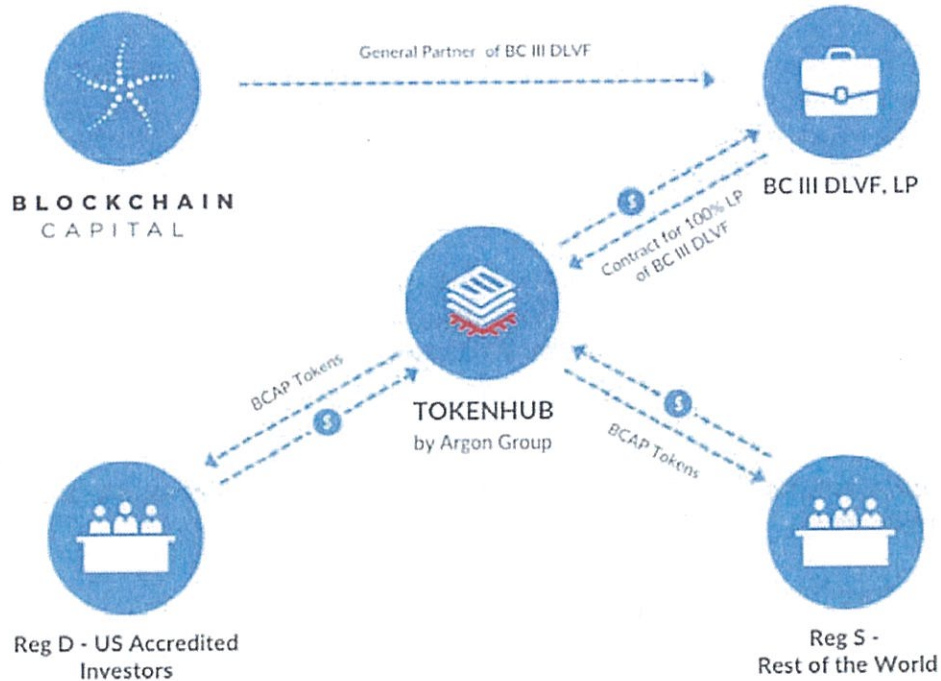 General Partner of BC III DLVF
BLOCKCHAIN
CAPITAL
BC III DLVF, LP
$
Contract for 100% LP
of BC III DLVF
BCAP Tokens
$
TOKENHUB
by Argon Group
$
BCAP Tokens
Reg D - US Accredited
Investors
Reg S -
Rest of the World